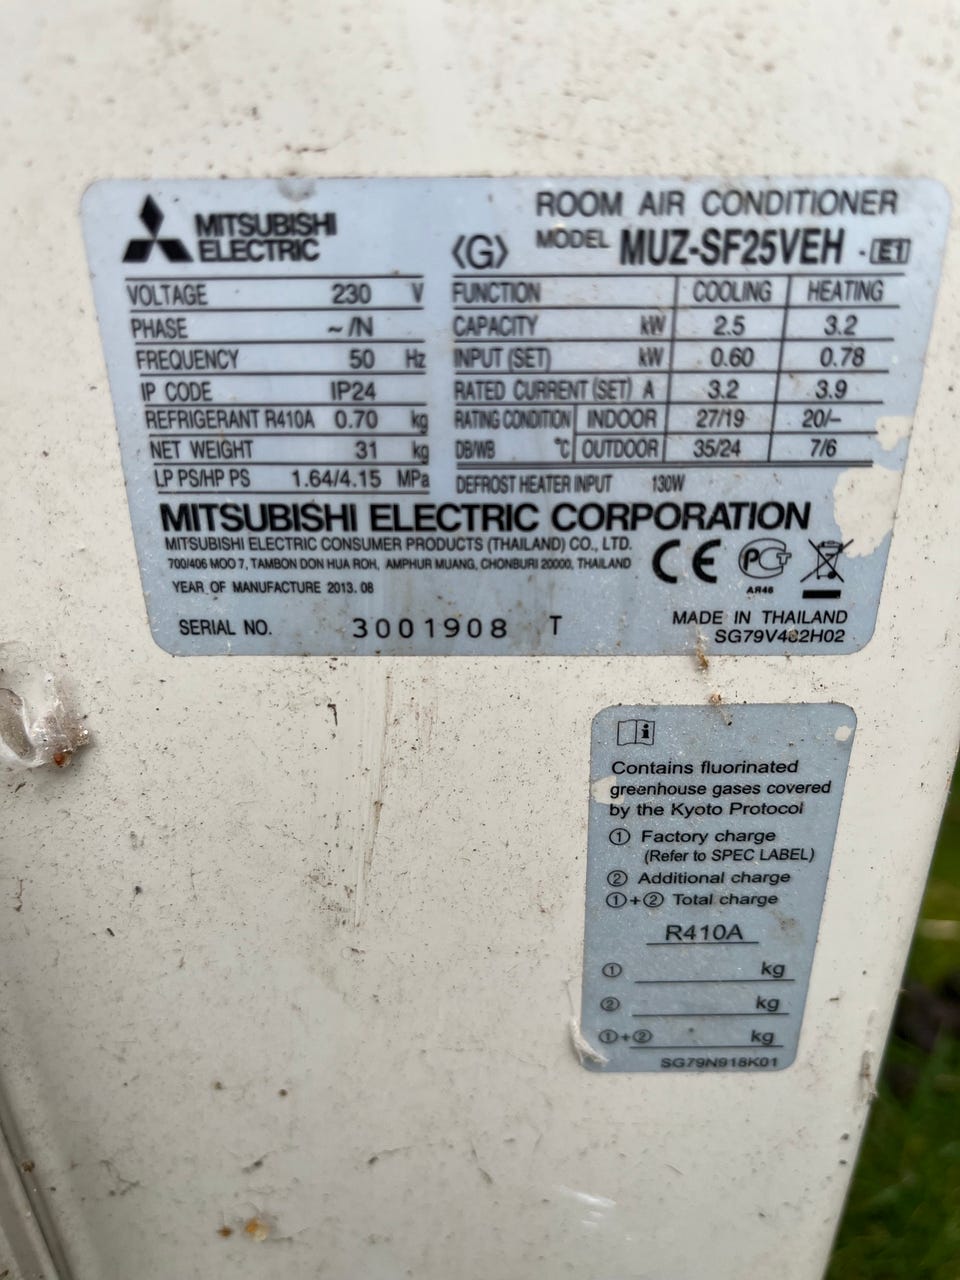 MITSUBISHI
ELECTRIC
ROOM AIR CONDITIONER
⟨G⟩ MODEL MUZ-SF25VEH - E1
VOLTAGE 230 V
PHASE ~/N
FREQUENCY 50 Hz
IP CODE IP24
REFRIGERANT R410A 0.70 kg
NET WEIGHT 31 kg
LP PS/HP PS 1.64/4.15 MPa
FUNCTION COOLING HEATING
CAPACITY kW 2.5 3.2
INPUT (SET) kW 0.60 0.78
RATED CURRENT (SET) A 3.2 3.9
RATING CONDITION INDOOR 27/19 20/-
DB/WB °C OUTDOOR 35/24 7/6
DEFROST HEATER INPUT 130W
MITSUBISHI ELECTRIC CORPORATION
MITSUBISHI ELECTRIC CONSUMER PRODUCTS (THAILAND) CO., LTD.
700/406 MOO 7, TAMBON DON HUA ROH, AMPHUR MUANG, CHONBURI 20000, THAILAND
CE PCT
AR46
YEAR OF MANUFACTURE 2013. 08
SERIAL NO. 3001908 T
MADE IN THAILAND
SG79V482H02
i
Contains fluorinated
greenhouse gases covered
by the Kyoto Protocol
① Factory charge
(Refer to SPEC LABEL)
② Additional charge
①+② Total charge
R410A
① kg
② kg
①+② kg
SG79N918K01